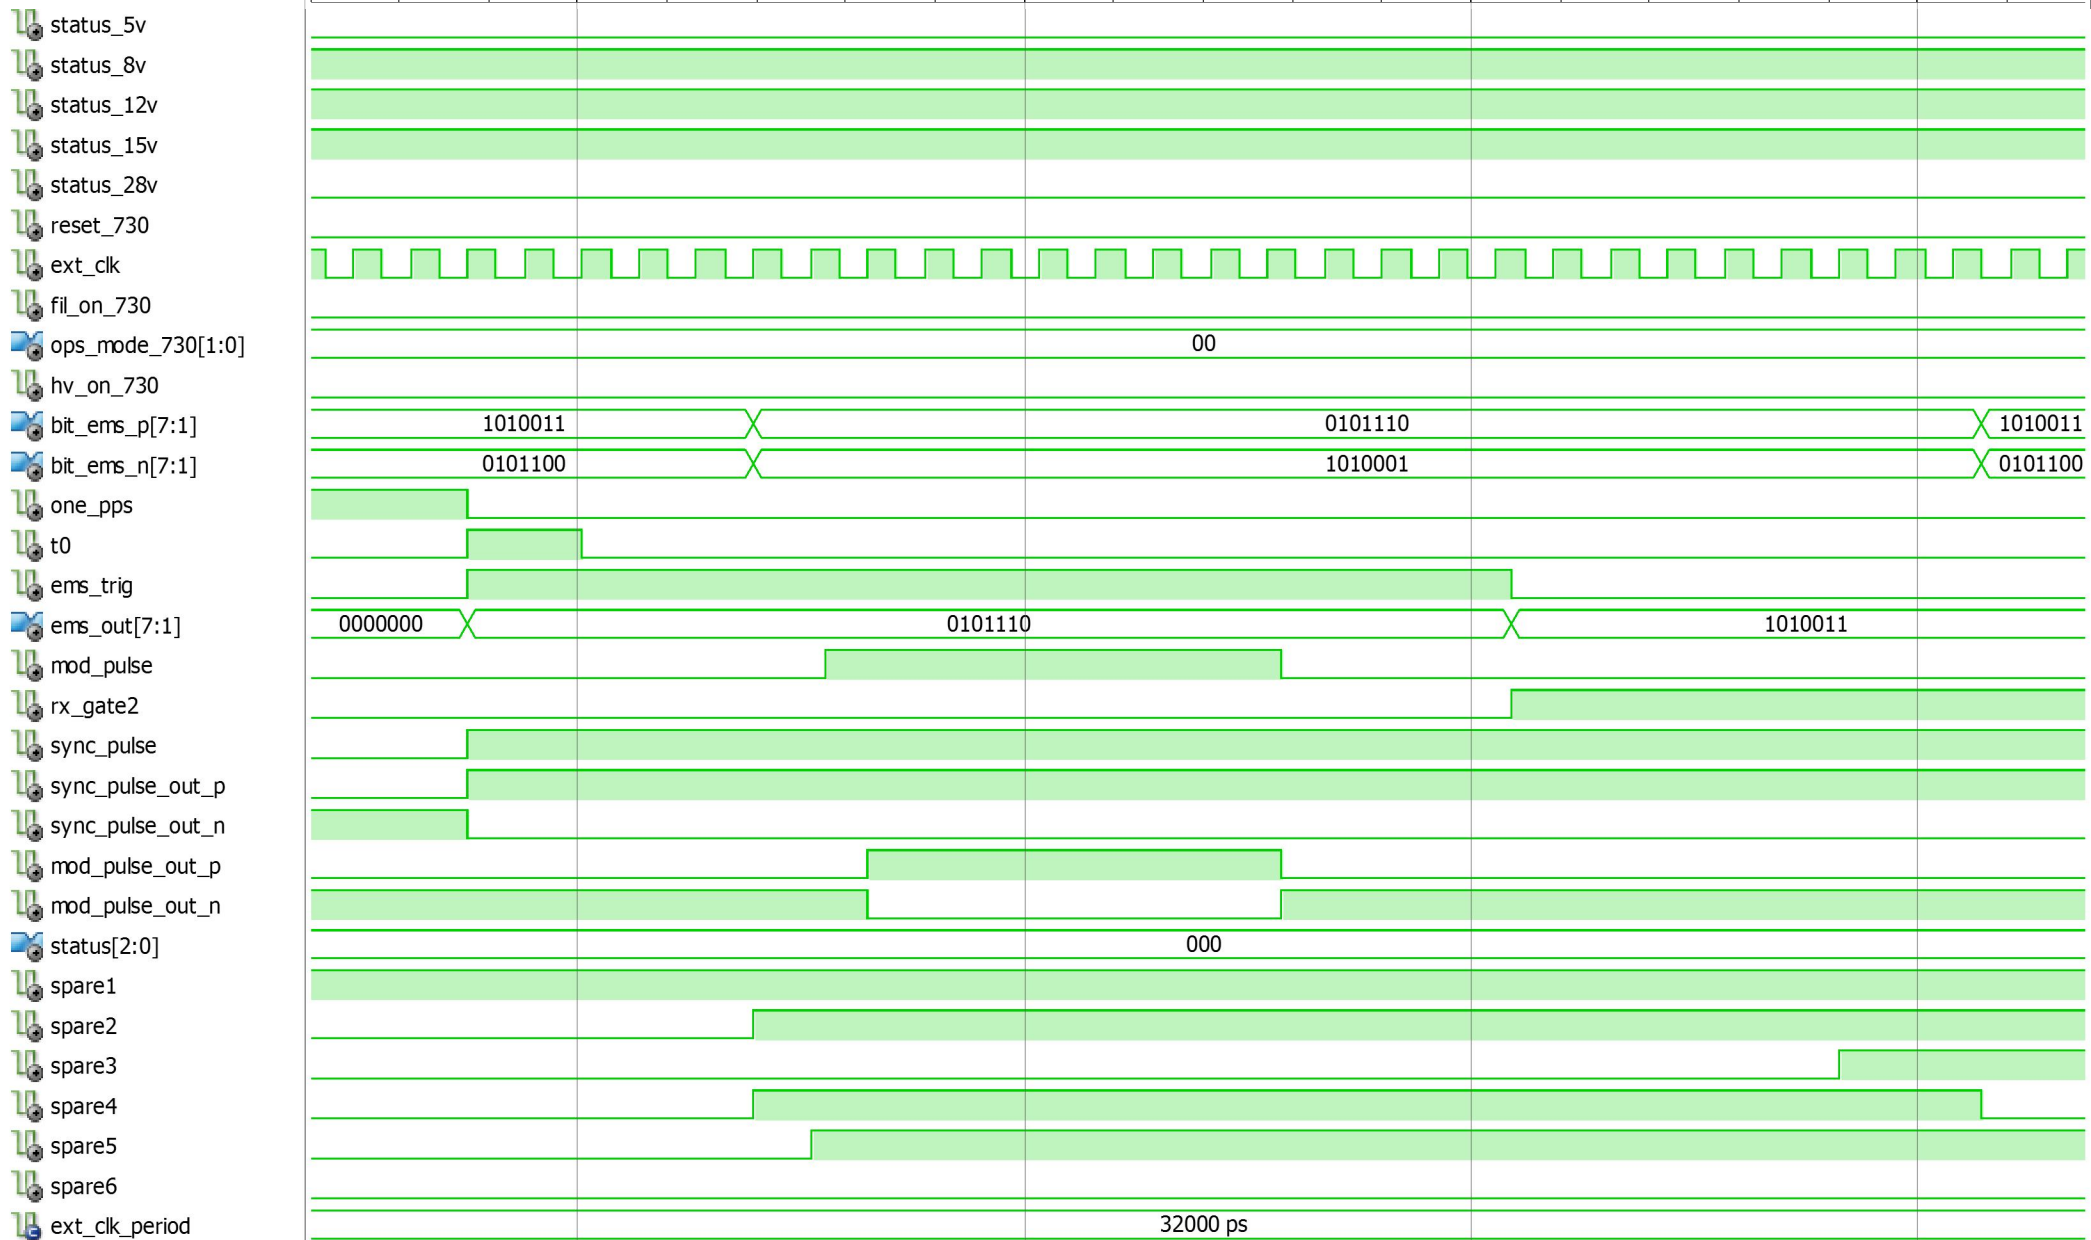 status_5v
status_8v
status_12v
status_15v
status_28v
reset_730
ext_clk
fil_on_730
ops_mode_730[1:0] 00
hv_on_730
bit_ems_p[7:1] 1010011 0101110 1010011
bit_ems_n[7:1] 0101100 1010001 0101100
one_pps
t0
ems_trig
ems_out[7:1] 0000000 0101110 1010011
mod_pulse
rx_gate2
sync_pulse
sync_pulse_out_p
sync_pulse_out_n
mod_pulse_out_p
mod_pulse_out_n
status[2:0] 000
spare1
spare2
spare3
spare4
spare5
spare6
ext_clk_period 32000 ps